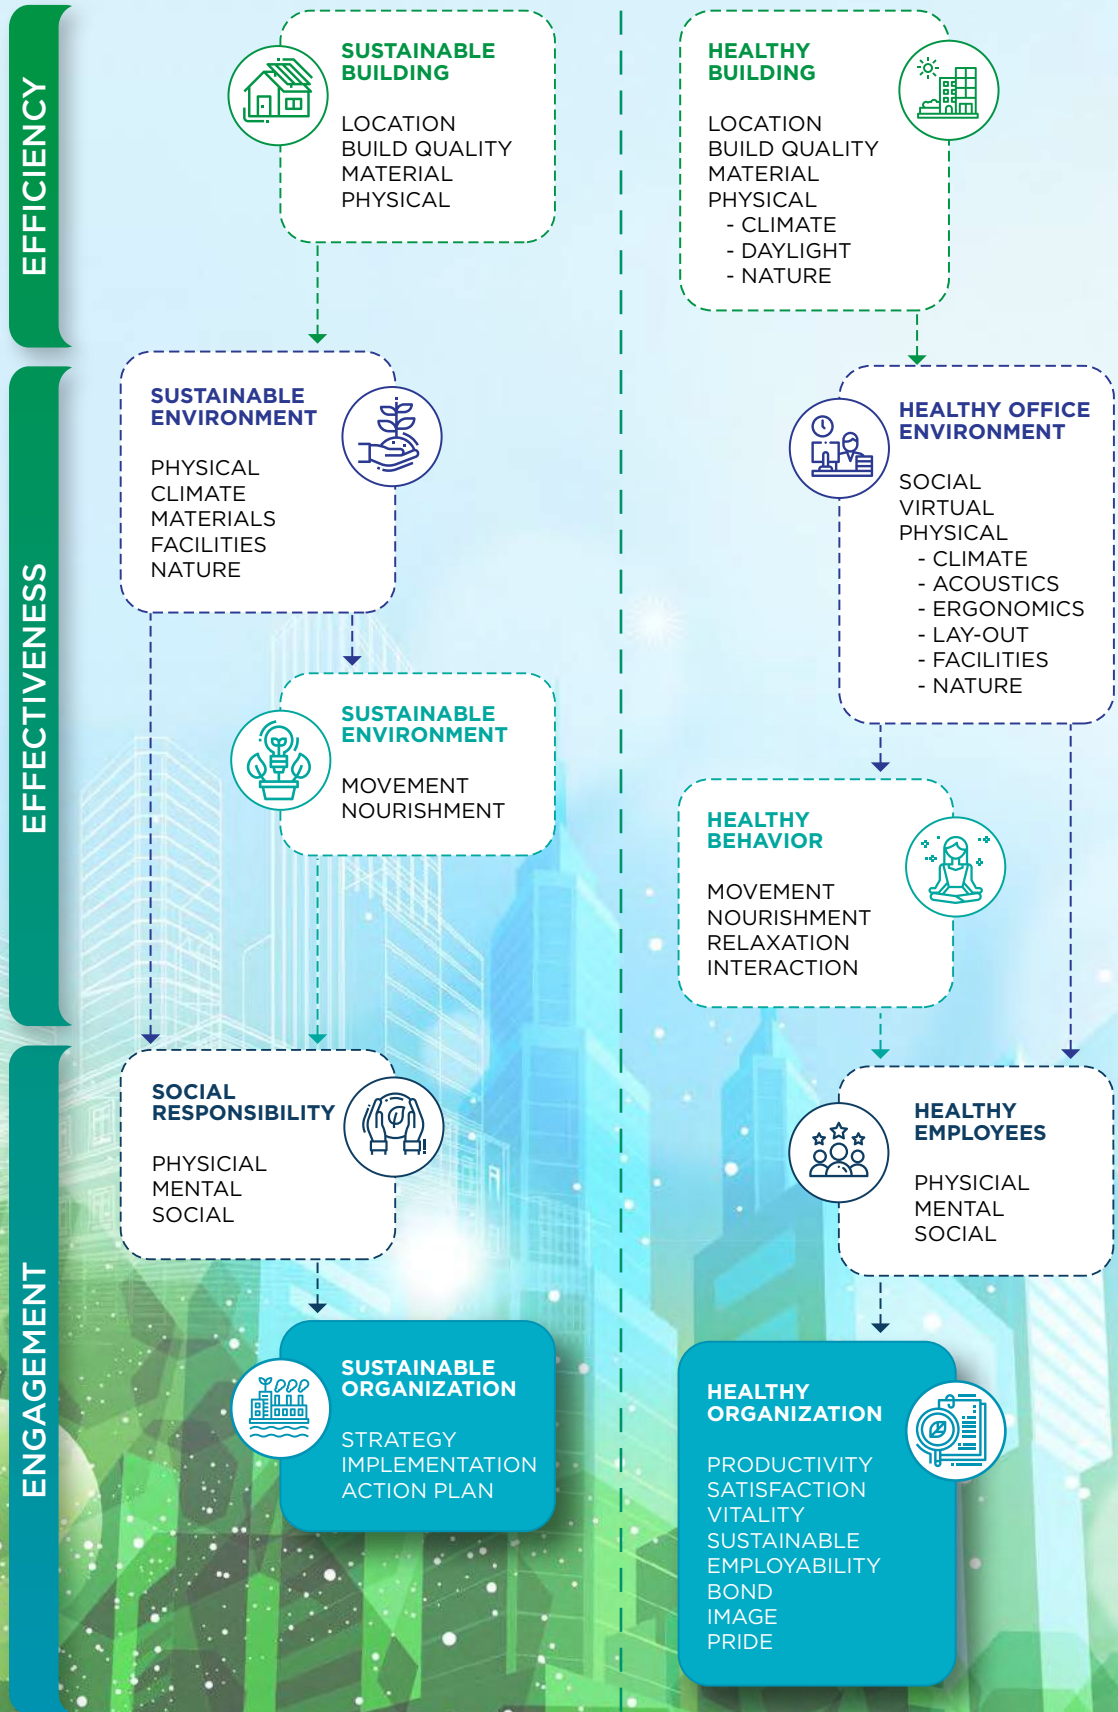 EFFICIENCY
SUSTAINABLE
BUILDING
LOCATION
BUILD QUALITY
MATERIAL
PHYSICAL
HEALTHY
BUILDING
LOCATION
BUILD QUALITY
MATERIAL
PHYSICAL
- CLIMATE
- DAYLIGHT
- NATURE
EFFECTIVENESS
SUSTAINABLE
ENVIRONMENT
PHYSICAL
CLIMATE
MATERIALS
FACILITIES
NATURE
SUSTAINABLE
ENVIRONMENT
MOVEMENT
NOURISHMENT
HEALTHY OFFICE
ENVIRONMENT
SOCIAL
VIRTUAL
PHYSICAL
- CLIMATE
- ACOUSTICS
- ERGONOMICS
- LAY-OUT
- FACILITIES
- NATURE
HEALTHY
BEHAVIOR
MOVEMENT
NOURISHMENT
RELAXATION
INTERACTION
ENGAGEMENT
SOCIAL
RESPONSIBILITY
PHYSICIAL
MENTAL
SOCIAL
SUSTAINABLE
ORGANIZATION
STRATEGY
IMPLEMENTATION
ACTION PLAN
HEALTHY
EMPLOYEES
PHYSICIAL
MENTAL
SOCIAL
HEALTHY
ORGANIZATION
PRODUCTIVITY
SATISFACTION
VITALITY
SUSTAINABLE
EMPLOYABILITY
BOND
IMAGE
PRIDE